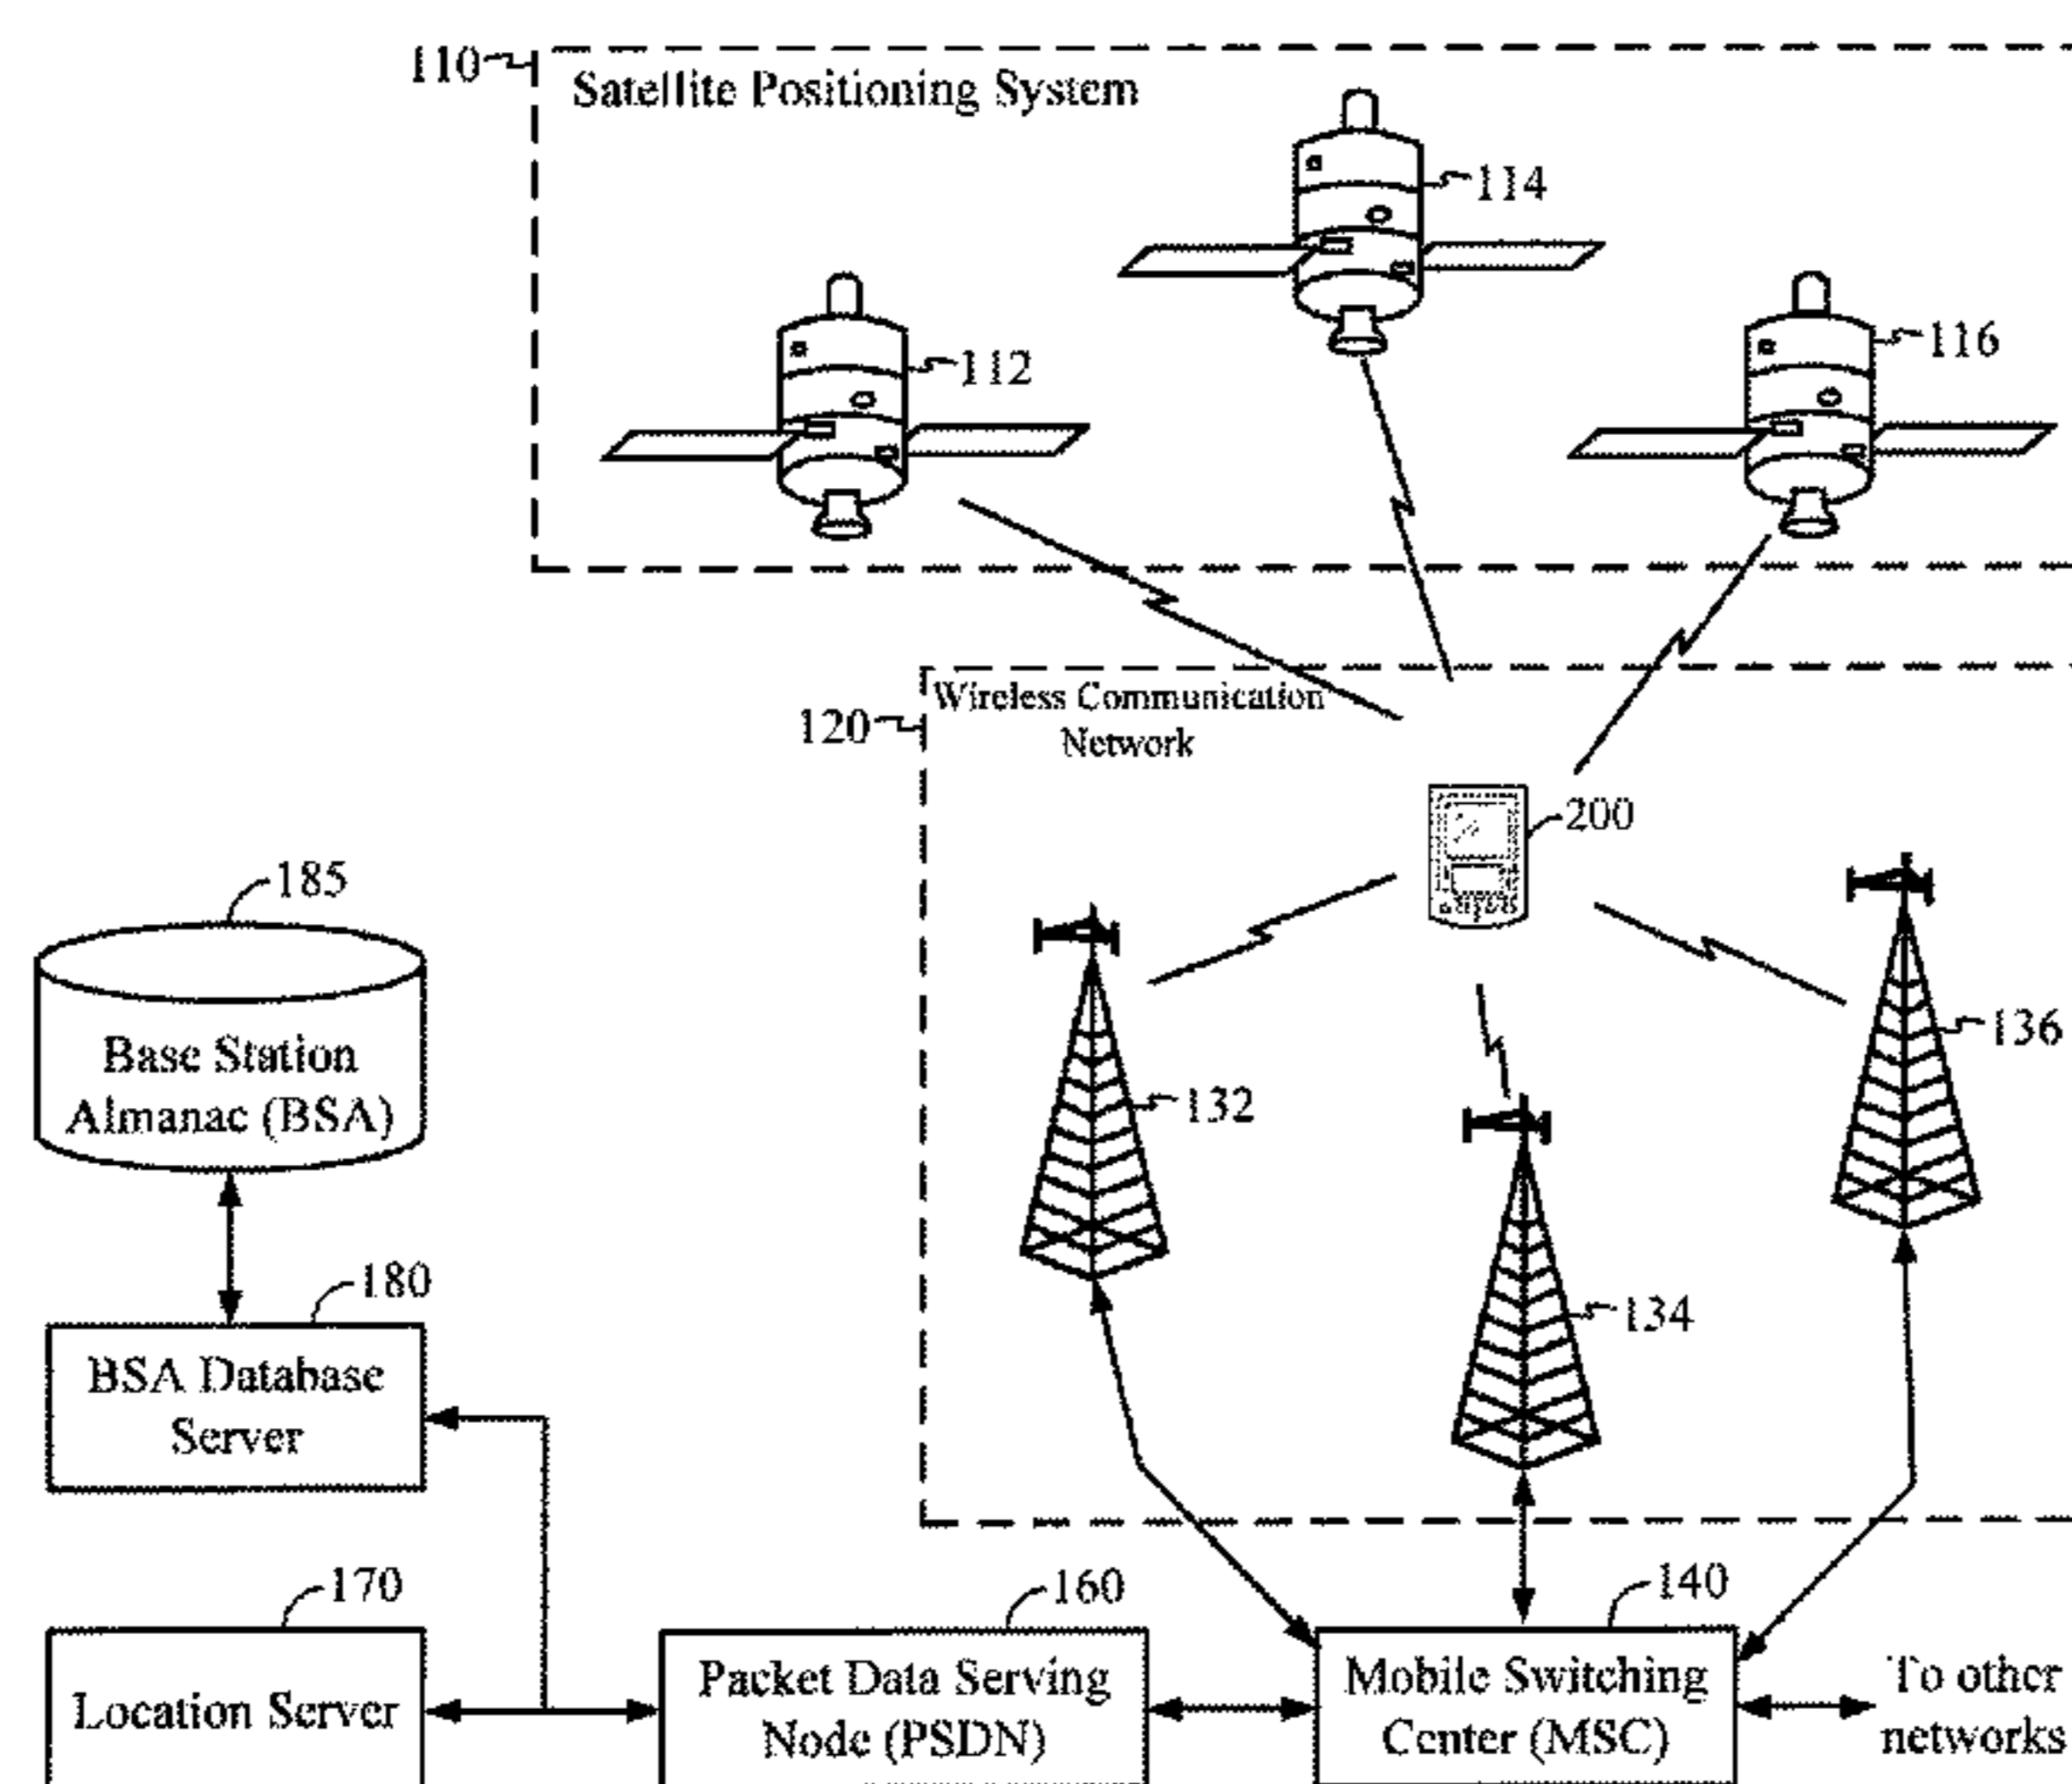 110
Satellite Positioning System
114
116
112
Wireless Communication
120
Network
200
185
136
Base Station
Almanac (BSA)
132
180
134
BSA Database
Server
170
160
140
Packet Data Serving
Mobile Switching
To other
Location Server
Node (PSDN)
Center (MSC)
networks